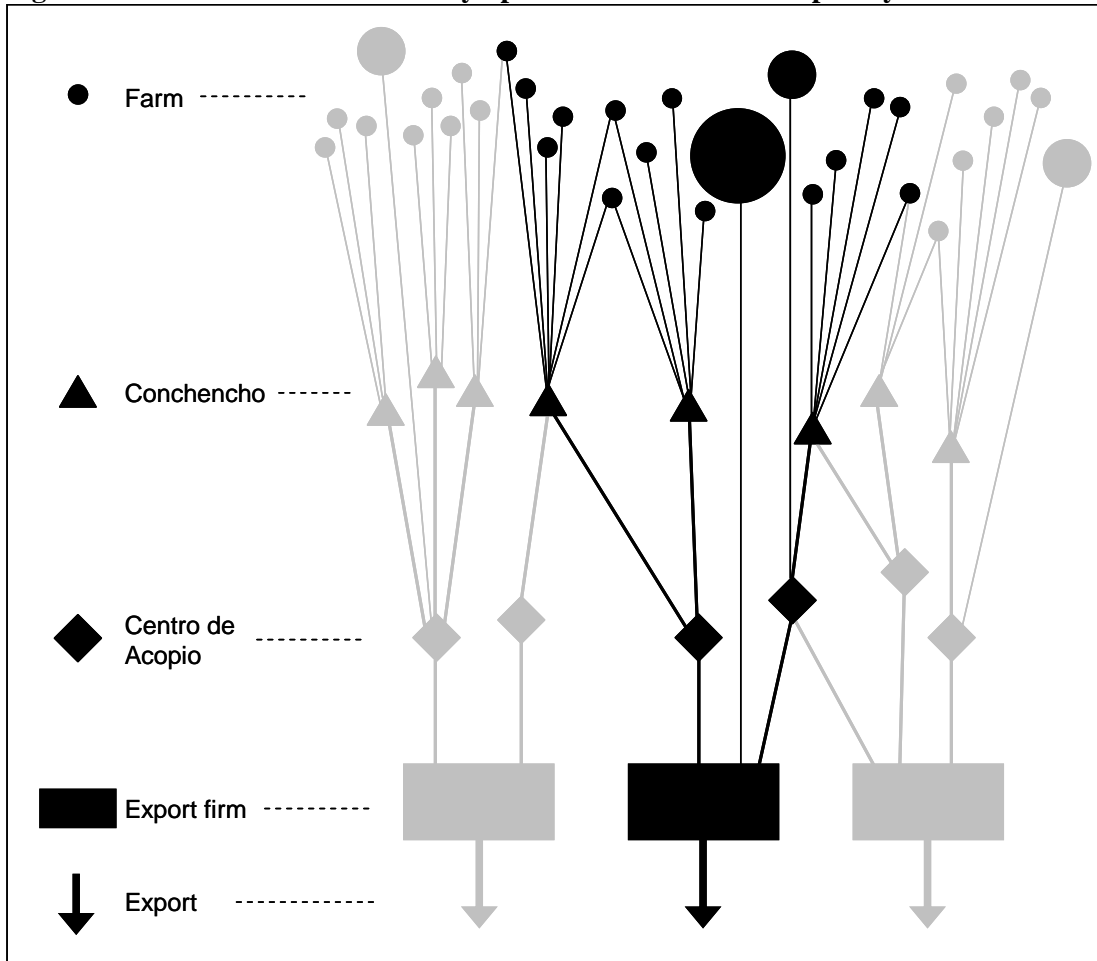 Farm
Conchencho
Centro de
Acopio
Export firm
Export